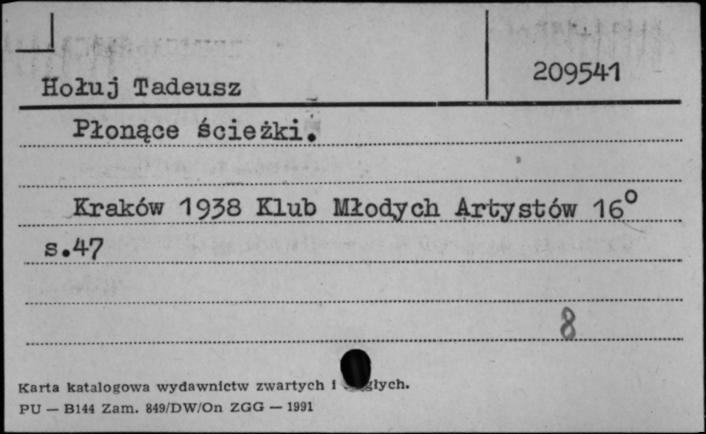 Hołuj Tadeusz
209541
Płonące ścieżki.
Kraków 1938 Klub Młodych Artystów 16°
s.47
8
Karta katalogowa wydawnictw zwartych i
PU — B144 Zam. 849/DW/On ZGG — 1991